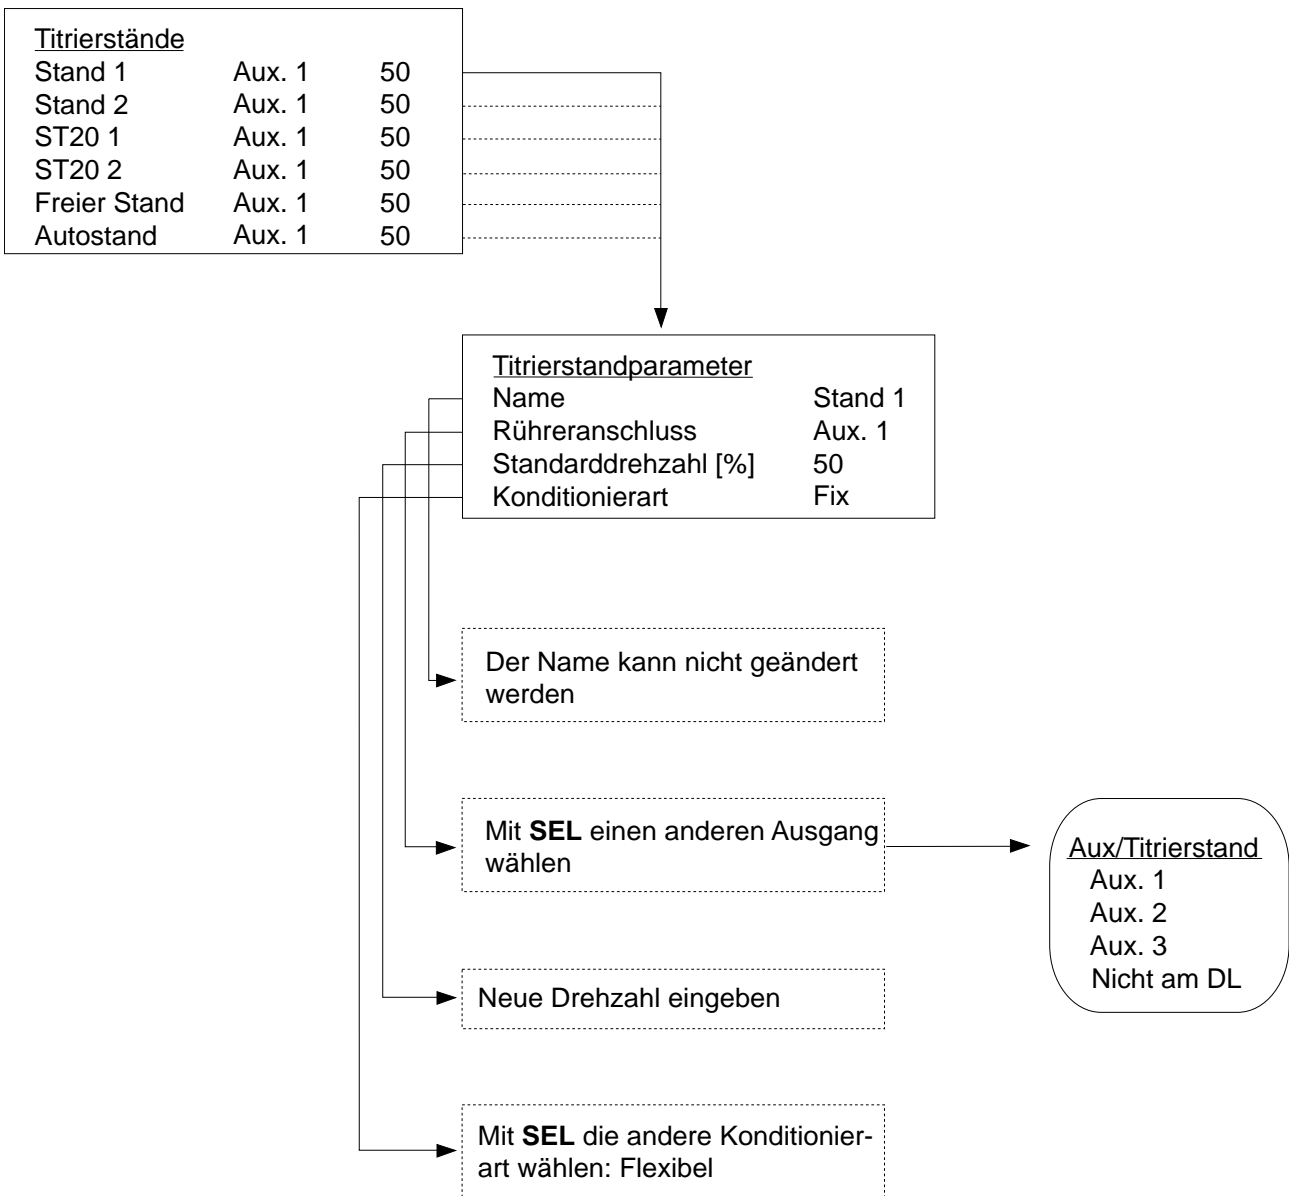 Titrierstände
Stand 1 Aux. 1 50
Stand 2 Aux. 1 50
ST20 1 Aux. 1 50
ST20 2 Aux. 1 50
Freier Stand Aux. 1 50
Autostand Aux. 1 50
Titrierstandparameter
Name Stand 1
Rühreranschluss Aux. 1
Standarddrehzahl [%] 50
Konditionierart Fix
Der Name kann nicht geändert
werden
Mit SEL einen anderen Ausgang
wählen
Aux/Titrierstand
Aux. 1
Aux. 2
Aux. 3
Nicht am DL
Neue Drehzahl eingeben
Mit SEL die andere Konditionier-
art wählen: Flexibel